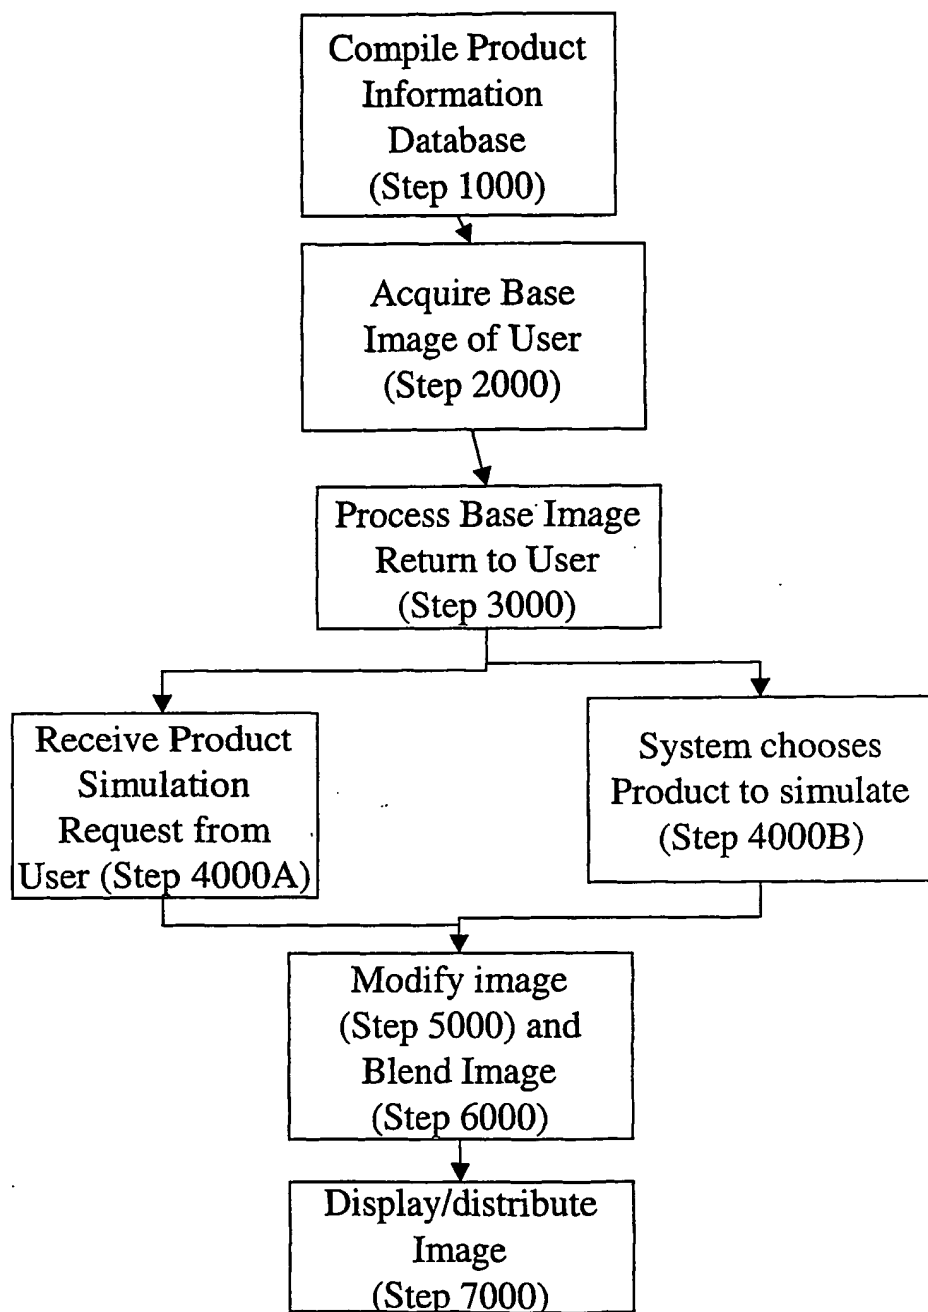 Compile Product
Information
Database
(Step 1000)
Acquire Base
Image of User
(Step 2000)
Process Base Image
Return to User
(Step 3000)
Receive Product
Simulation
Request from
User (Step 4000A)
System chooses
Product to simulate
(Step 4000B)
Modify image
(Step 5000) and
Blend Image
(Step 6000)
Display/distribute
Image
(Step 7000)